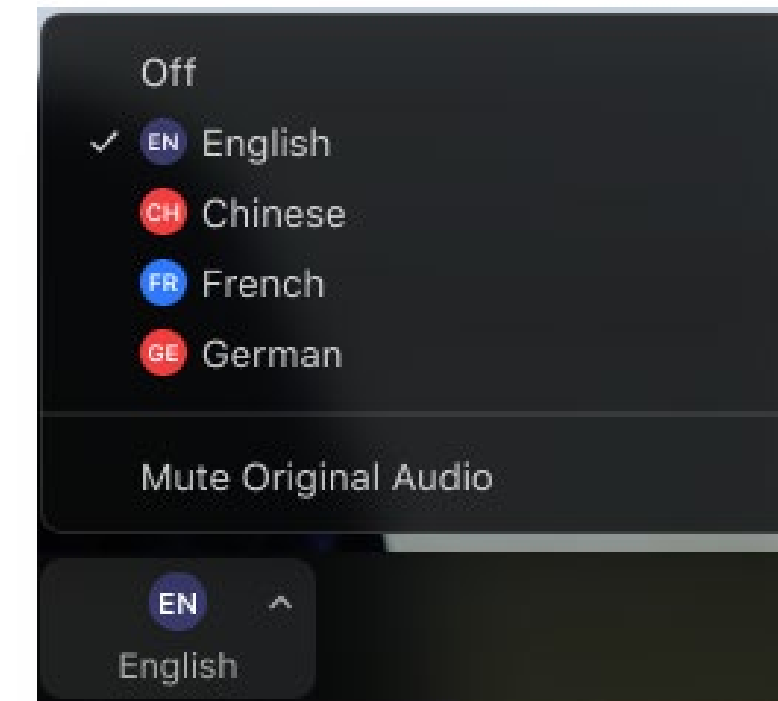 Off
EN English
CH Chinese
FR French
GE German
Mute Original Audio
EN
English